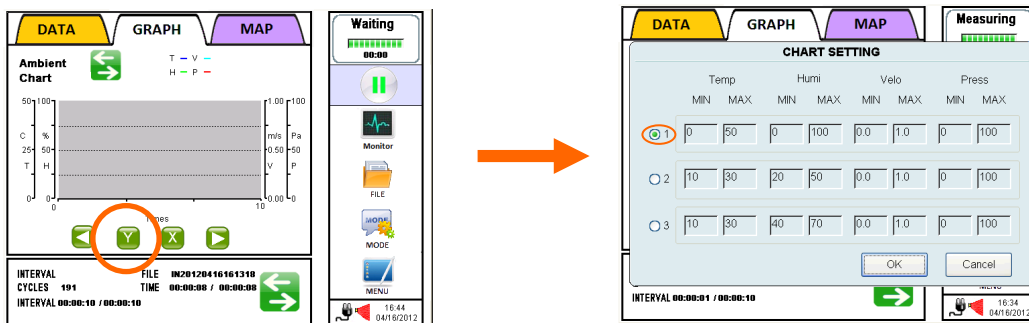 DATA GRAPH MAP
Ambient
Chart
T V
H P
50 100 1.00 100
C % m/s Pa
25 50 0.50 50
T H V P
0 0 0.00 0
0 10
Times
Y X
INTERVAL FILE IN20120416161318
CYCLES 191 TIME 00:00:08 / 00:00:08
INTERVAL 00:00:10 / 00:00:10
Waiting
00:00
Monitor
FILE
MODE
MODE
MENU
16:44
04/16/2012
DATA GRAPH MAP
Measuring
CHART SETTING
Temp Humi Velo Press
MIN MAX MIN MAX MIN MAX MIN MAX
1 0 50 0 100 0.0 1.0 0 100
2 10 30 20 50 0.0 1.0 0 100
3 10 30 40 70 0.0 1.0 0 100
OK Cancel
INTERVAL 00:00:01 / 00:00:10
MENU
16:34
04/16/2012